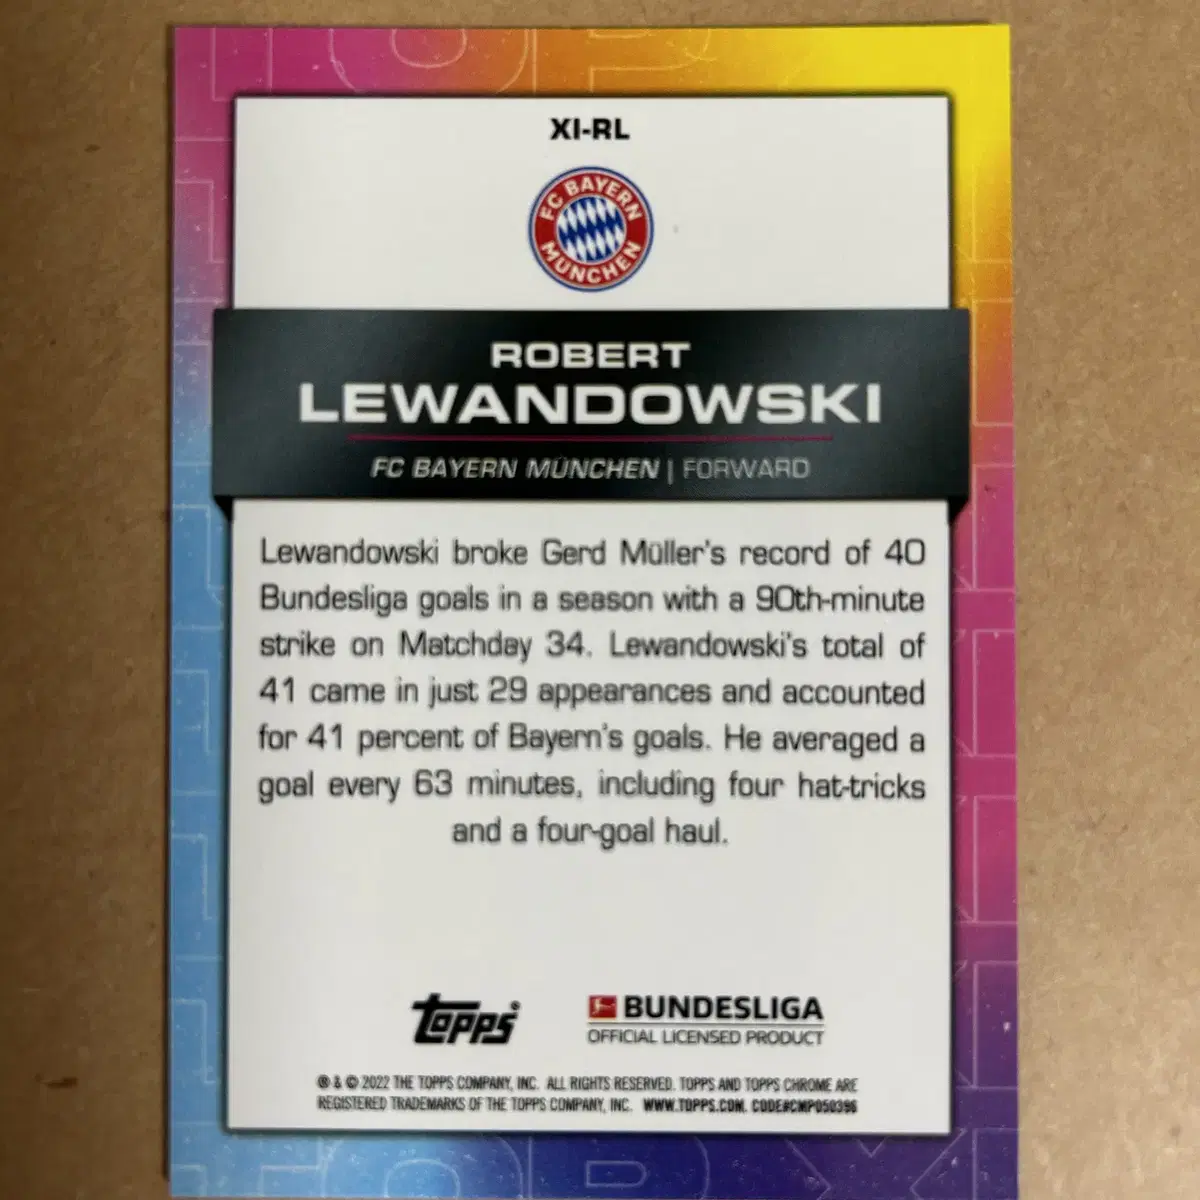 XI-RL
FC BAYERN
MÜNCHEN
ROBERT
LEWANDOWSKI
FC BAYERN MÜNCHEN | FORWARD
Lewandowski broke Gerd Müller's record of 40
Bundesliga goals in a season with a 90th-minute
strike on Matchday 34. Lewandowski's total of
41 came in just 29 appearances and accounted
for 41 percent of Bayern's goals. He averaged a
goal every 63 minutes, including four hat-tricks
and a four-goal haul.
Topps
BUNDESLIGA
OFFICIAL LICENSED PRODUCT
® & © 2022 THE TOPPS COMPANY, INC. ALL RIGHTS RESERVED. TOPPS AND TOPPS CHROME ARE
REGISTERED TRADEMARKS OF THE TOPPS COMPANY, INC. WWW.TOPPS.COM. CODE#CMP050396